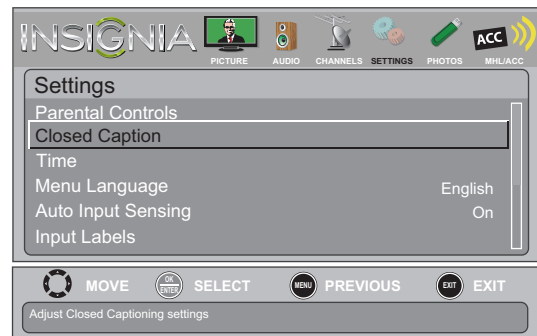 INSIGNIA
PICTURE AUDIO CHANNELS SETTINGS PHOTOS MHL/ACC
ACC
Settings
Parental Controls
Closed Caption
Time
Menu Language English
Auto Input Sensing On
Input Labels
MOVE OK ENTER SELECT MENU PREVIOUS EXIT EXIT
Adjust Closed Captioning settings